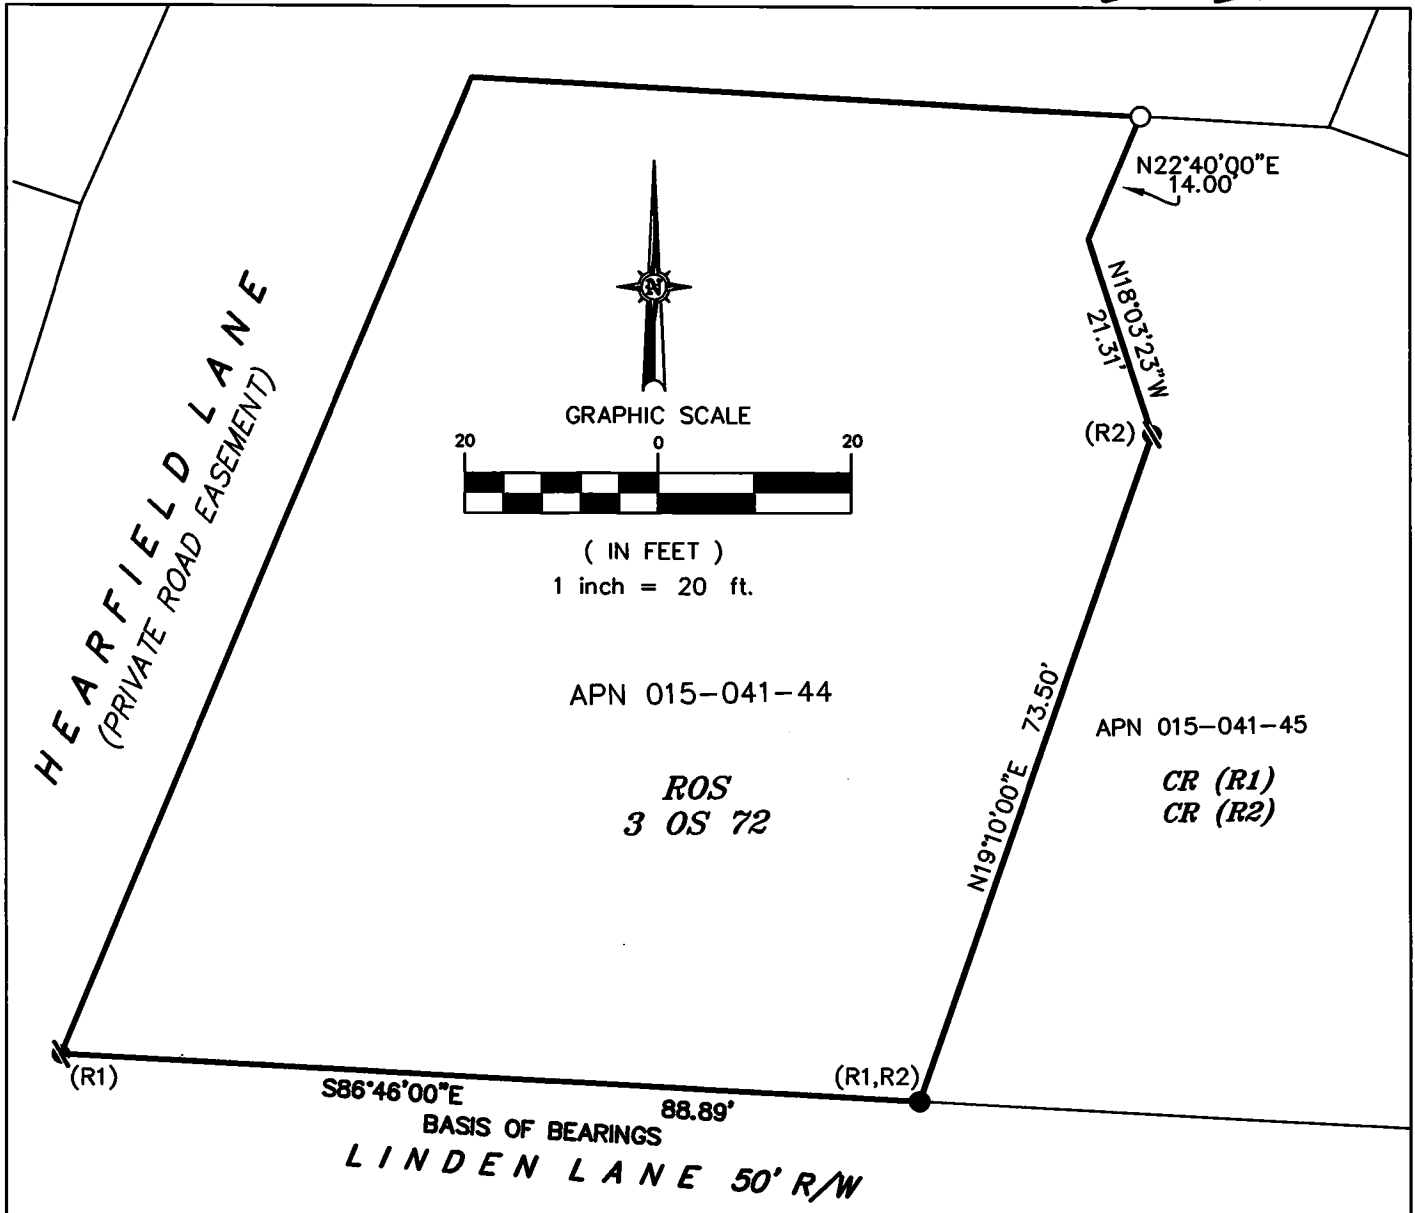 N22°40'00"E
14.00'
N18°03'23"W
21.31'
(R2)
N
GRAPHIC SCALE
20 0 20
( IN FEET )
1 inch = 20 ft.
HEARFIELD LANE
(PRIVATE ROAD EASEMENT)
APN 015-041-44
ROS
3 OS 72
N19°10'00"E 73.50'
APN 015-041-45
CR (R1)
CR (R2)
(R1)
(R1,R2)
S86°46'00"E 88.89'
BASIS OF BEARINGS
LINDEN LANE 50' R/W